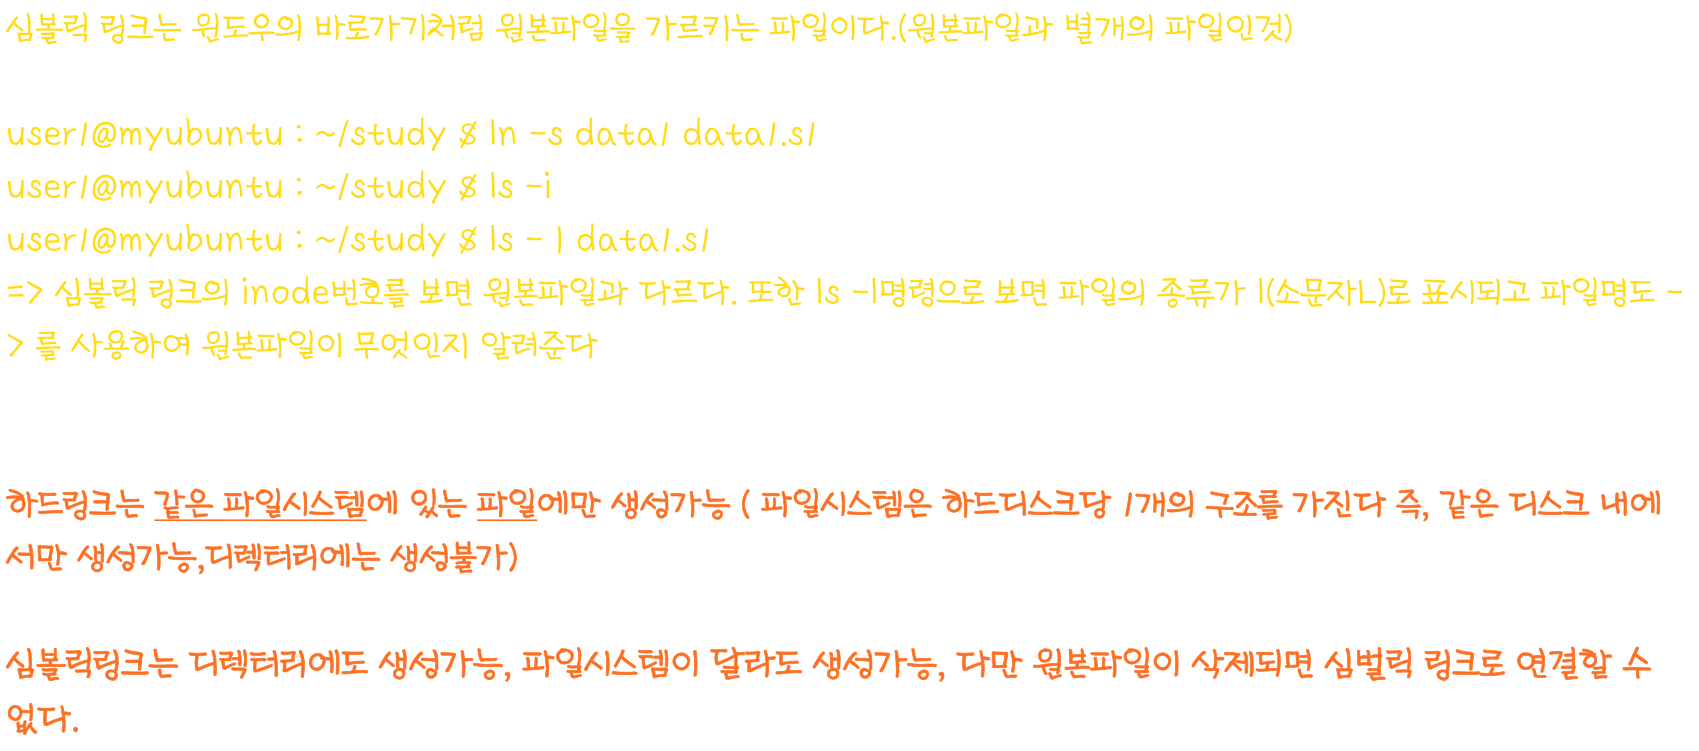 심볼릭 링크는 윈도우의 바로가기처럼 원본파일을 가르키는 파일이다.(원본파일과 별개의 파일인것)
user1@myubuntu : ~/study $ ln -s data1 data1.sl
user1@myubuntu : ~/study $ ls -i
user1@myubuntu : ~/study $ ls - l data1.sl
=> 심볼릭 링크의 inode번호를 보면 원본파일과 다르다. 또한 ls -l명령으로 보면 파일의 종류가 l(소문자L)로 표시되고 파일명도 -
> 를 사용하여 원본파일이 무엇인지 알려준다
하드링크는 같은 파일시스템에 있는 파일에만 생성가능 ( 파일시스템은 하드디스크당 1개의 구조를 가진다 즉, 같은 디스크 내에
서만 생성가능,디렉터리에는 생성불가)
심볼릭링크는 디렉터리에도 생성가능, 파일시스템이 달라도 생성가능, 다만 원본파일이 삭제되면 심벌릭 링크로 연결할 수
없다.